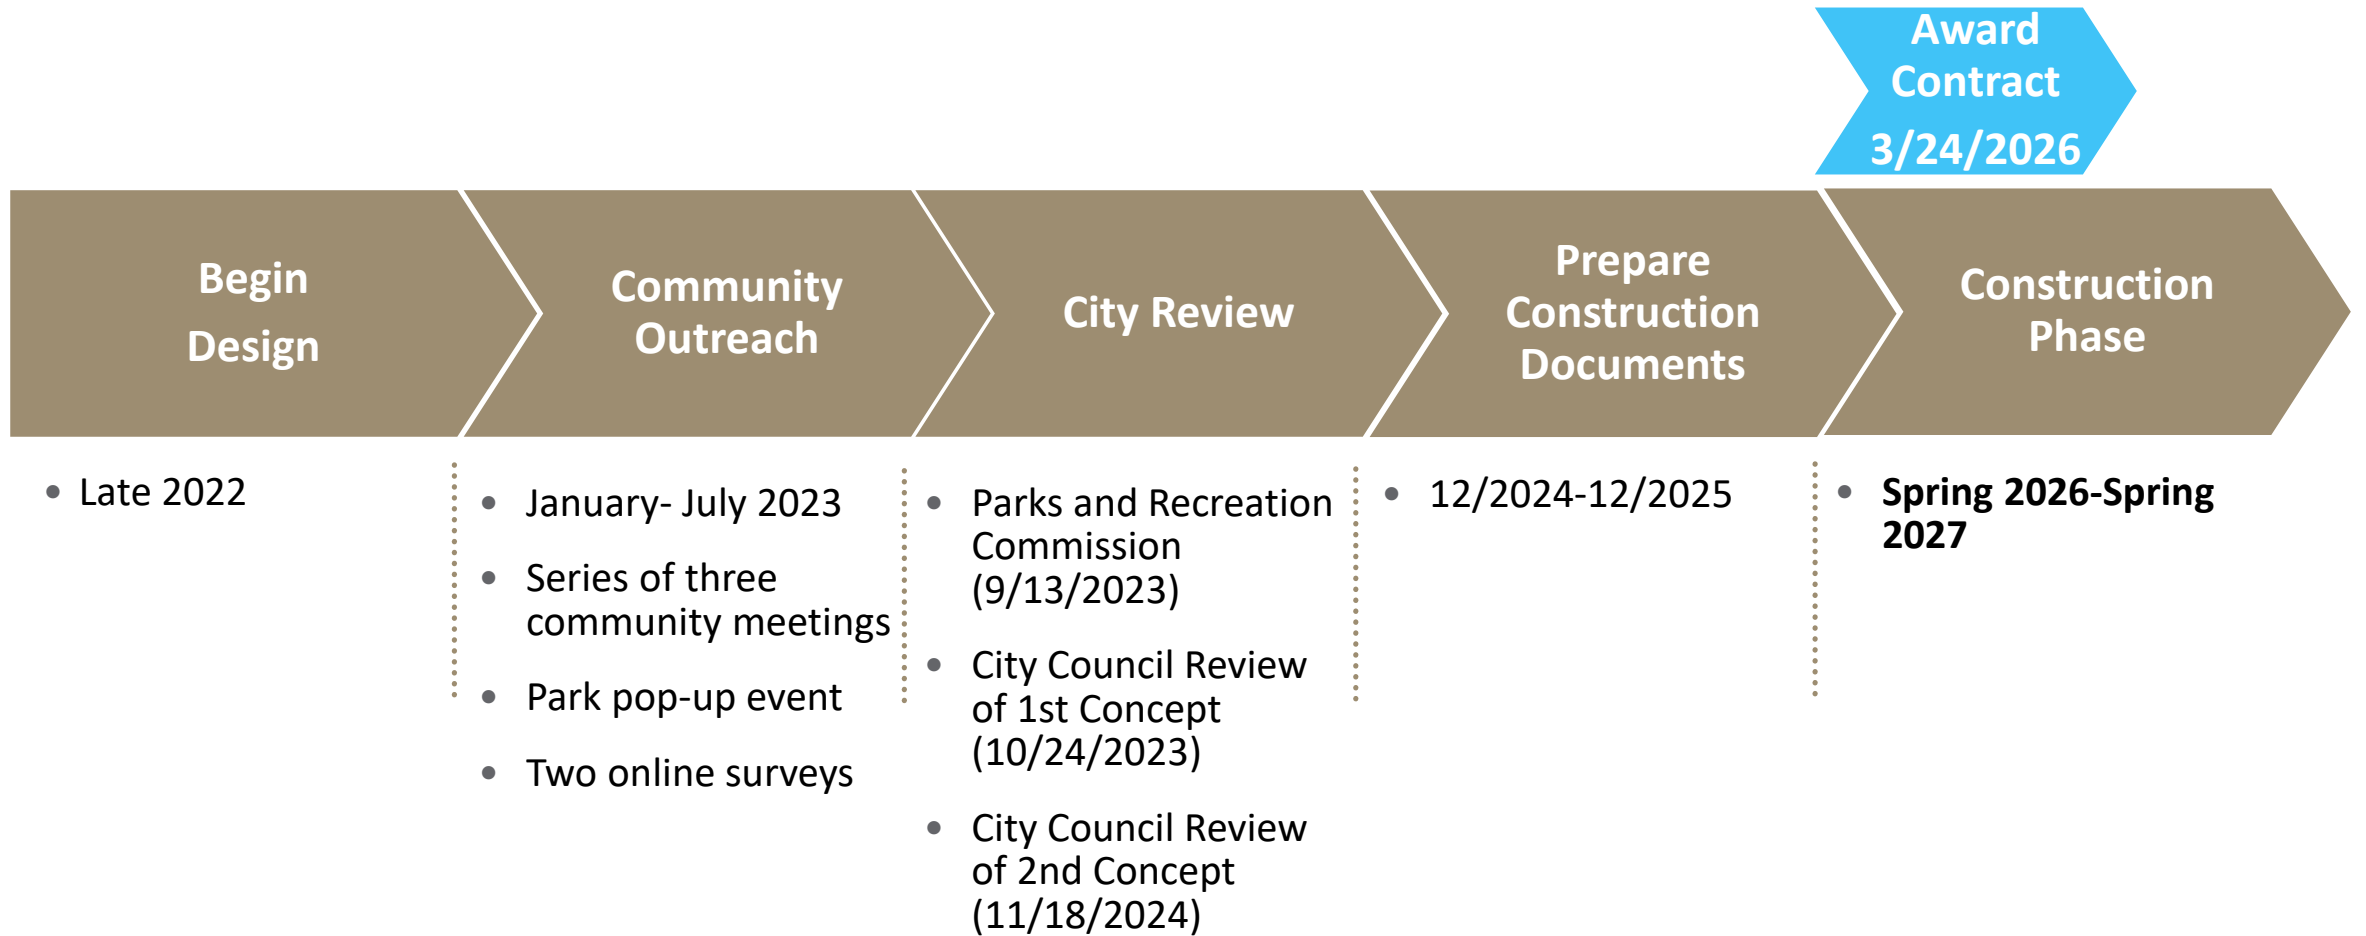 Award
Contract
3/24/2026
Begin
Design
Community
Outreach
City Review
Prepare
Construction
Documents
Construction
Phase
• Late 2022
• January- July 2023
• Series of three
community meetings
• Park pop-up event
• Two online surveys
• Parks and Recreation
Commission
(9/13/2023)
• City Council Review
of 1st Concept
(10/24/2023)
• City Council Review
of 2nd Concept
(11/18/2024)
• 12/2024-12/2025
• Spring 2026-Spring
2027